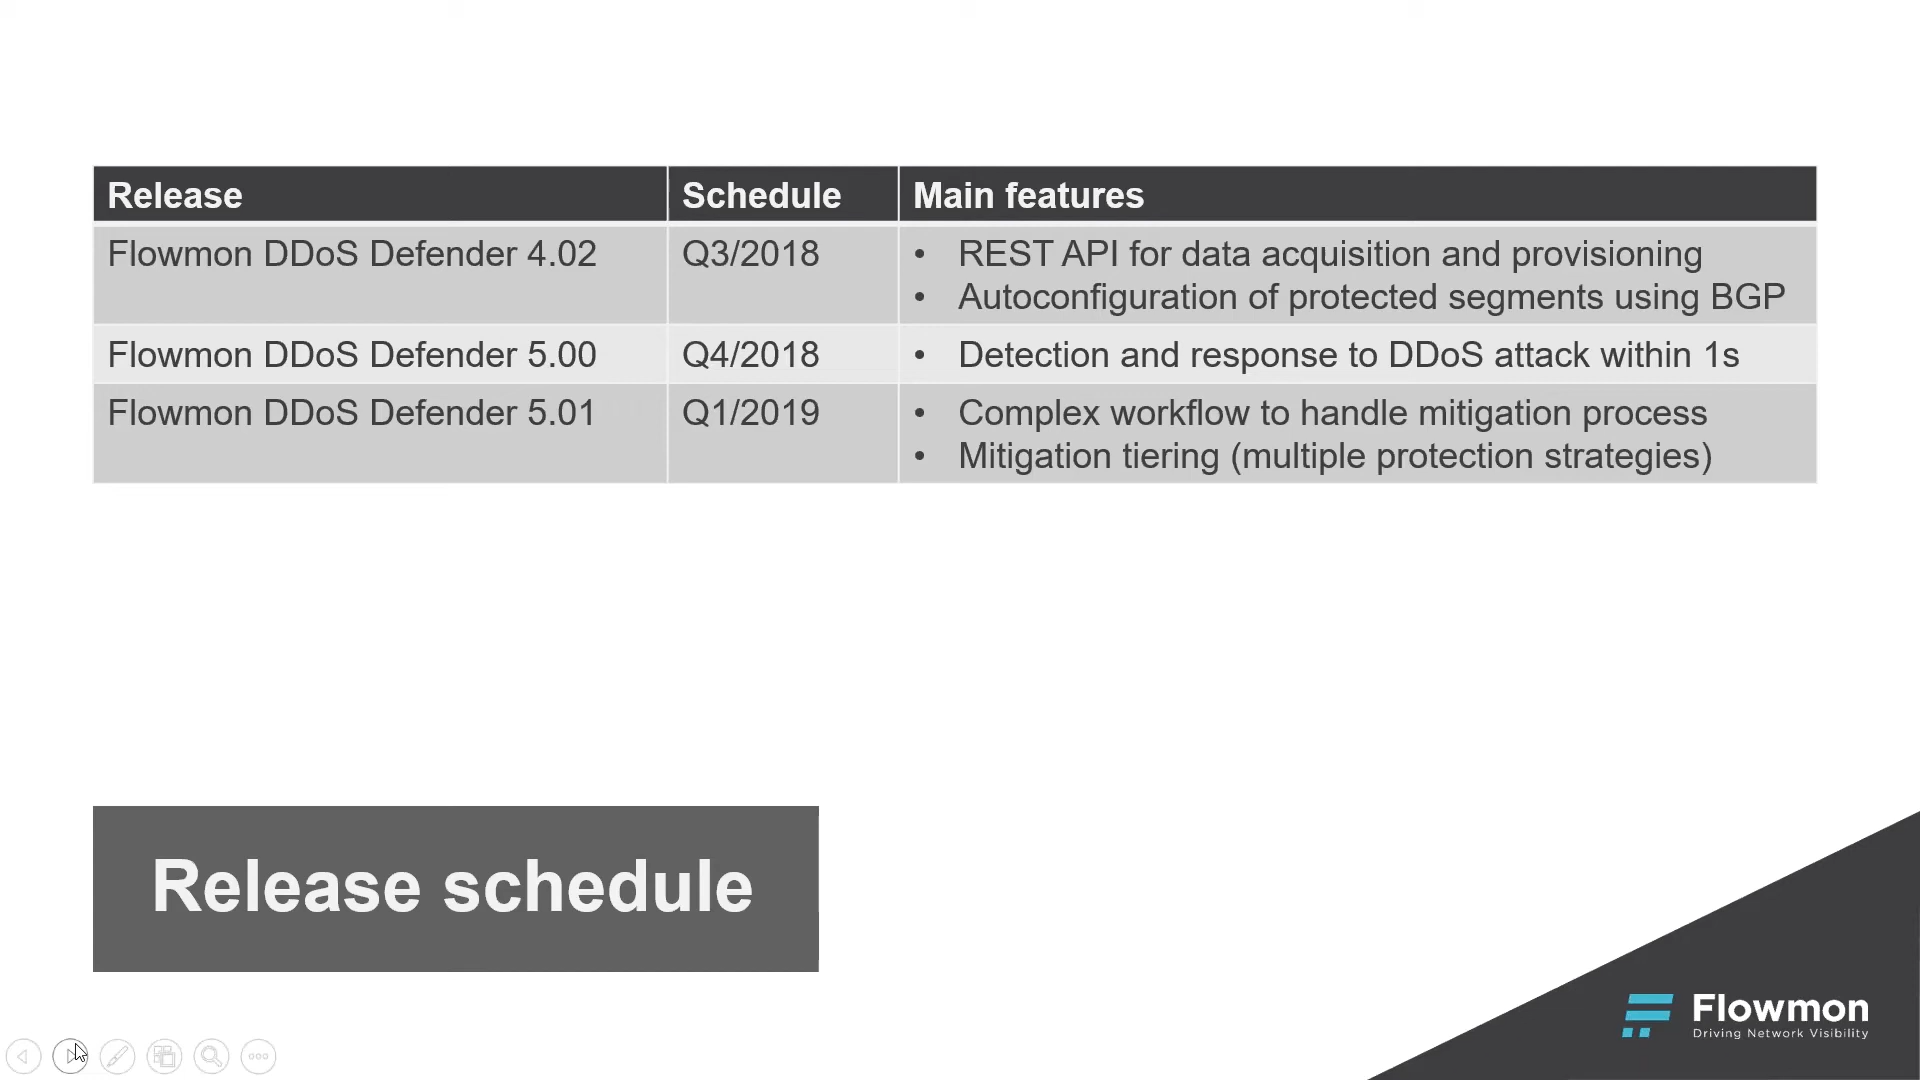 Release Schedule Main features
Flowmon DDoS Defender 4.02 Q3/2018 • REST API for data acquisition and provisioning
• Autoconfiguration of protected segments using BGP
Flowmon DDoS Defender 5.00 Q4/2018 • Detection and response to DDoS attack within 1s
Flowmon DDoS Defender 5.01 Q1/2019 • Complex workflow to handle mitigation process
• Mitigation tiering (multiple protection strategies)
Release schedule
Flowmon
Driving Network Visibility